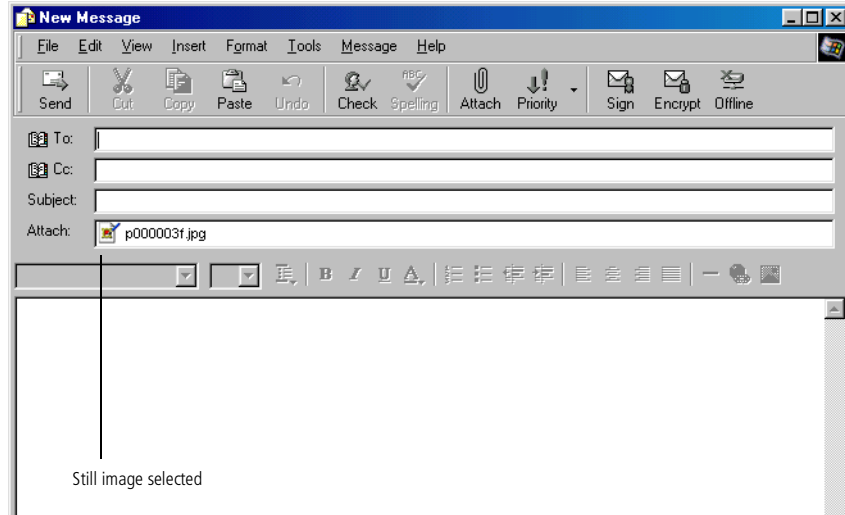 New Message
File Edit View Insert Format Tools Message Help
Send Cut Copy Paste Undo Check Spelling Attach Priority Sign Encrypt Offline
To:
Cc:
Subject:
Attach: p000003f.jpg
B I U A
Still image selected